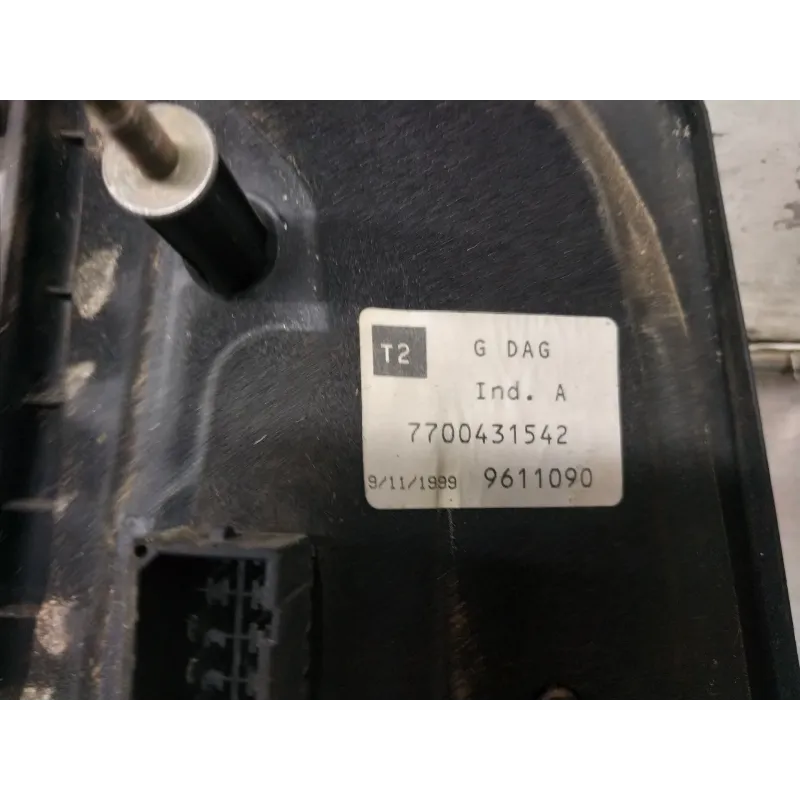 T2 G DAG
Ind. A
7700431542
9/11/1999 9611090